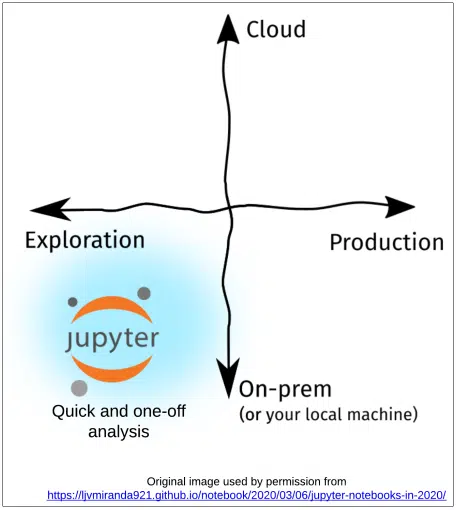 Cloud
Exploration
Production
jupyter
On-prem
(or your local machine)
Quick and one-off
analysis
Original image used by permission from
https://ljvmiranda921.github.io/notebook/2020/03/06/jupyter-notebooks-in-2020/